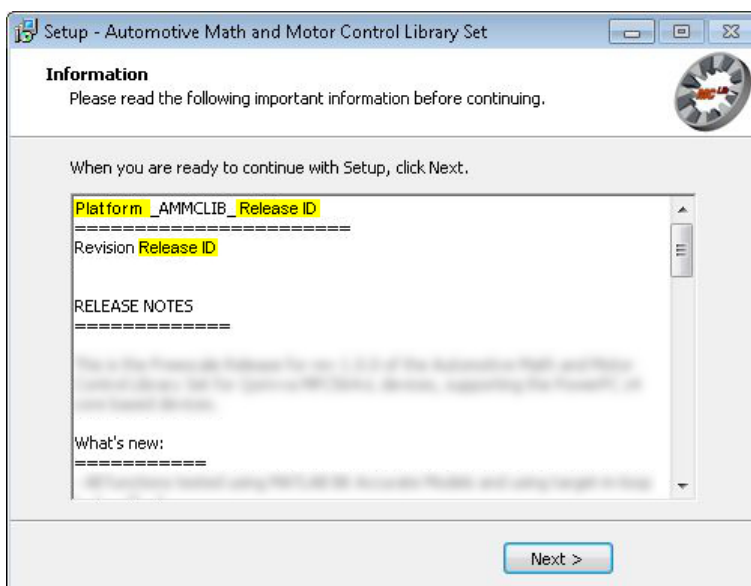 Setup - Automotive Math and Motor Control Library Set
Information
Please read the following important information before continuing.
MC Lib
When you are ready to continue with Setup, click Next.
Platform _AMMCLIB_ Release ID
=======================
Revision Release ID
RELEASE NOTES
=============
What's new:
===========
Next >